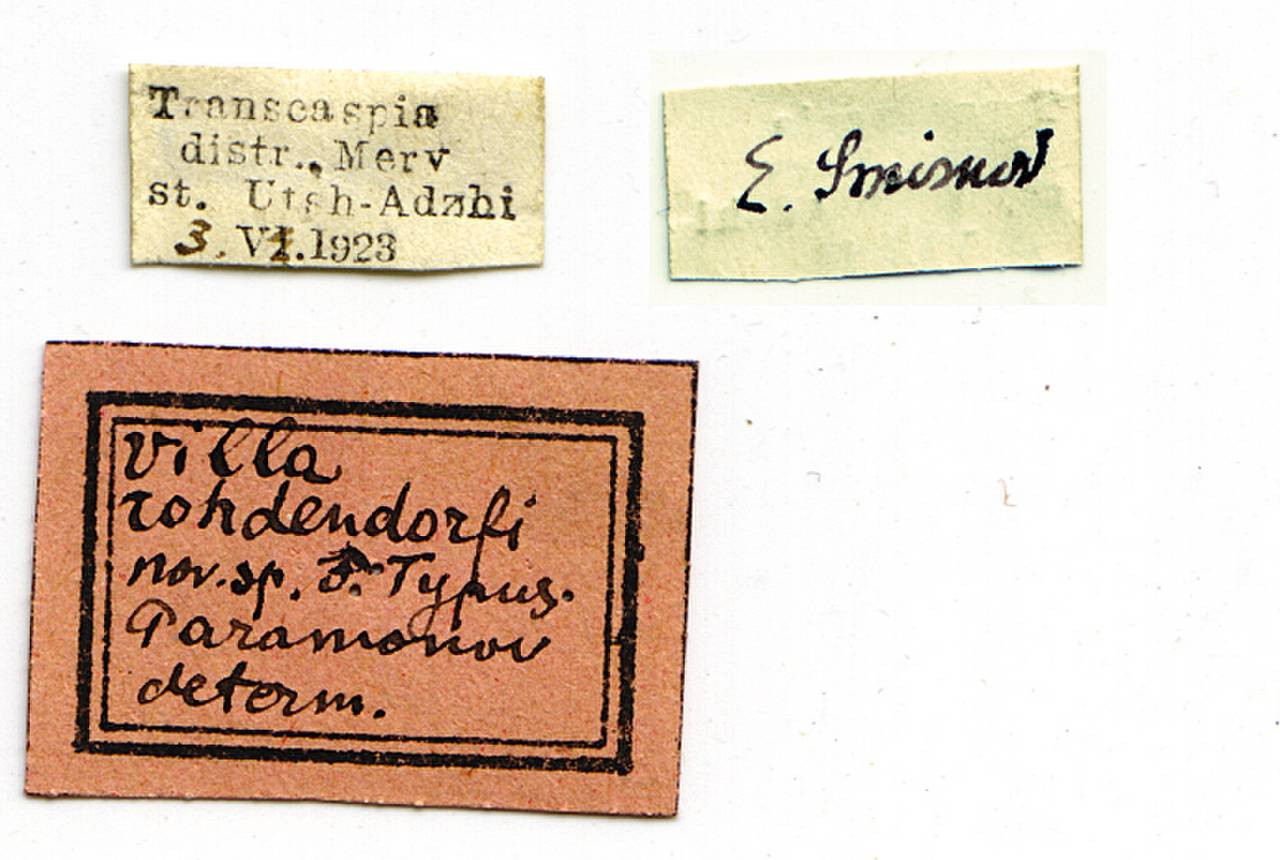 Transcaspia
distr., Merv
st. Utsh-Adzhi
3.VI.1923
E. Smirnov
Villa
rohdendorfi
nov. sp. ♂. Typus.
Paramonov
determ.